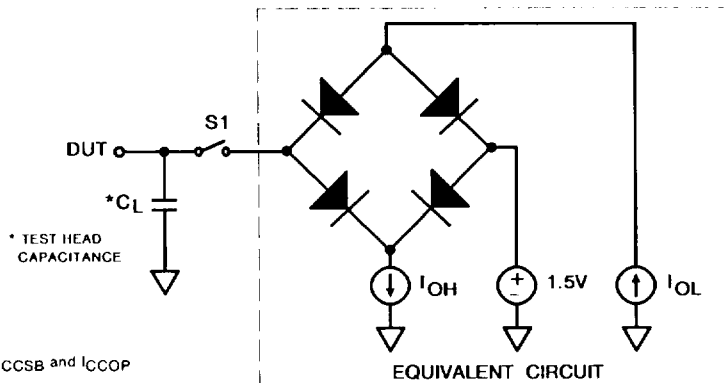 S1
DUT
*CL
* TEST HEAD
CAPACITANCE
IOH
+
-
1.5V
IOL
CCSB and ICCOP
EQUIVALENT CIRCUIT